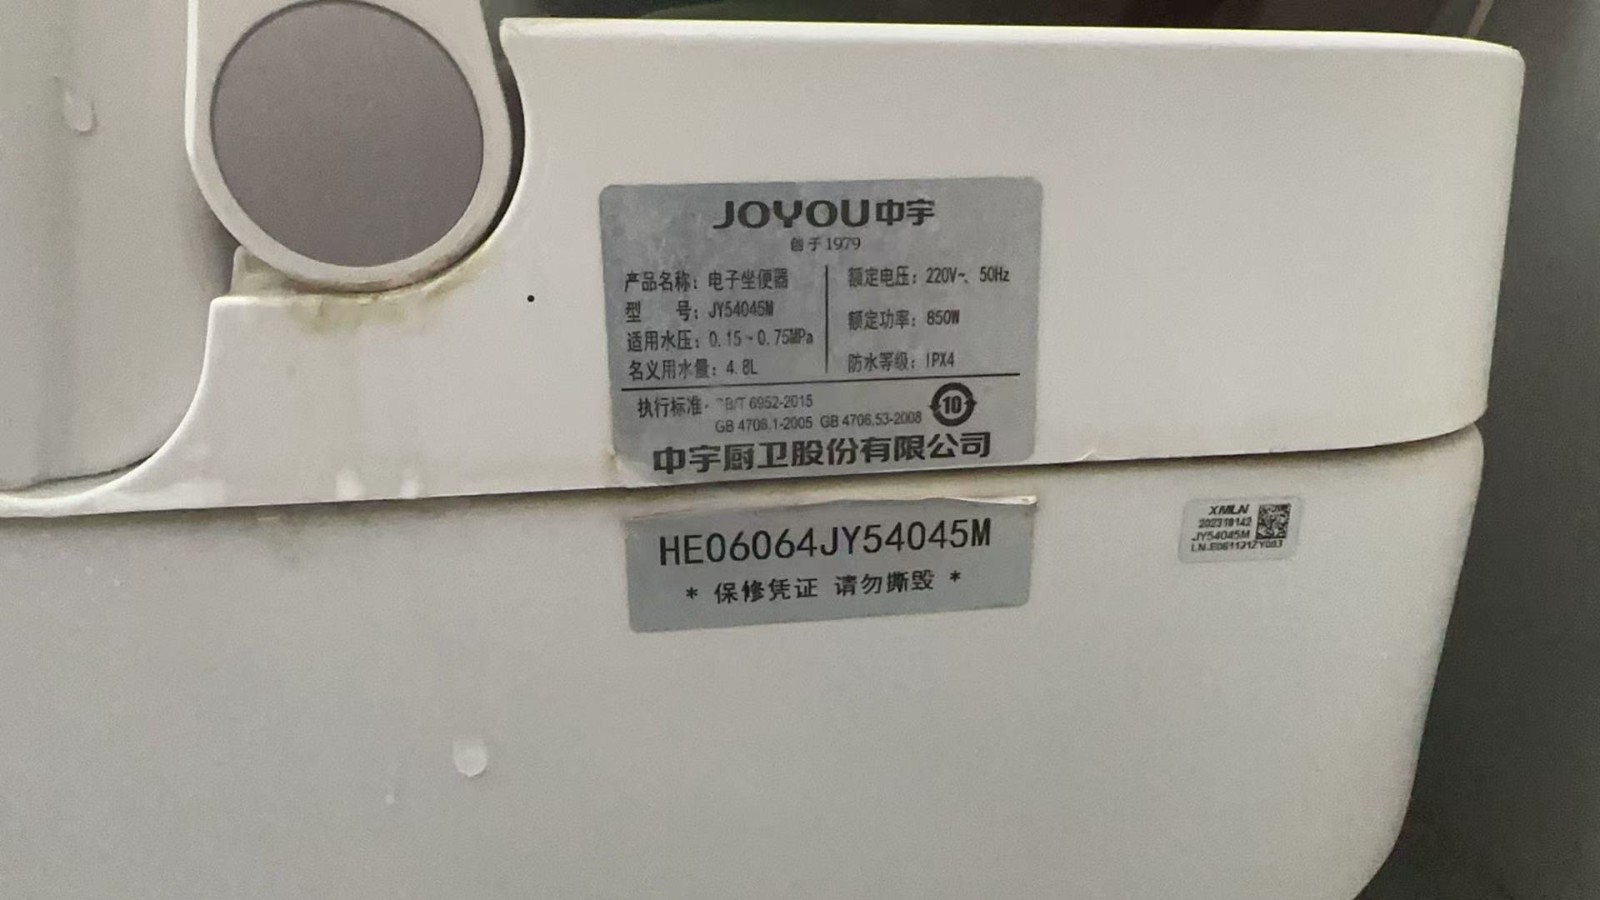 JOYOU中宇
创于1979
产品名称：电子坐便器
型 号：JY54045M
适用水压：0.15~0.75MPa
名义用水量：4.8L
额定电压：220V~、50Hz
额定功率：850W
防水等级：IPX4
执行标准：GB/T 6952-2015
GB 4706.1-2005 GB 4706.53-2008
10
中宇厨卫股份有限公司
HE06064JY54045M
* 保修凭证 请勿撕毁 *
XMLN
JY54045M